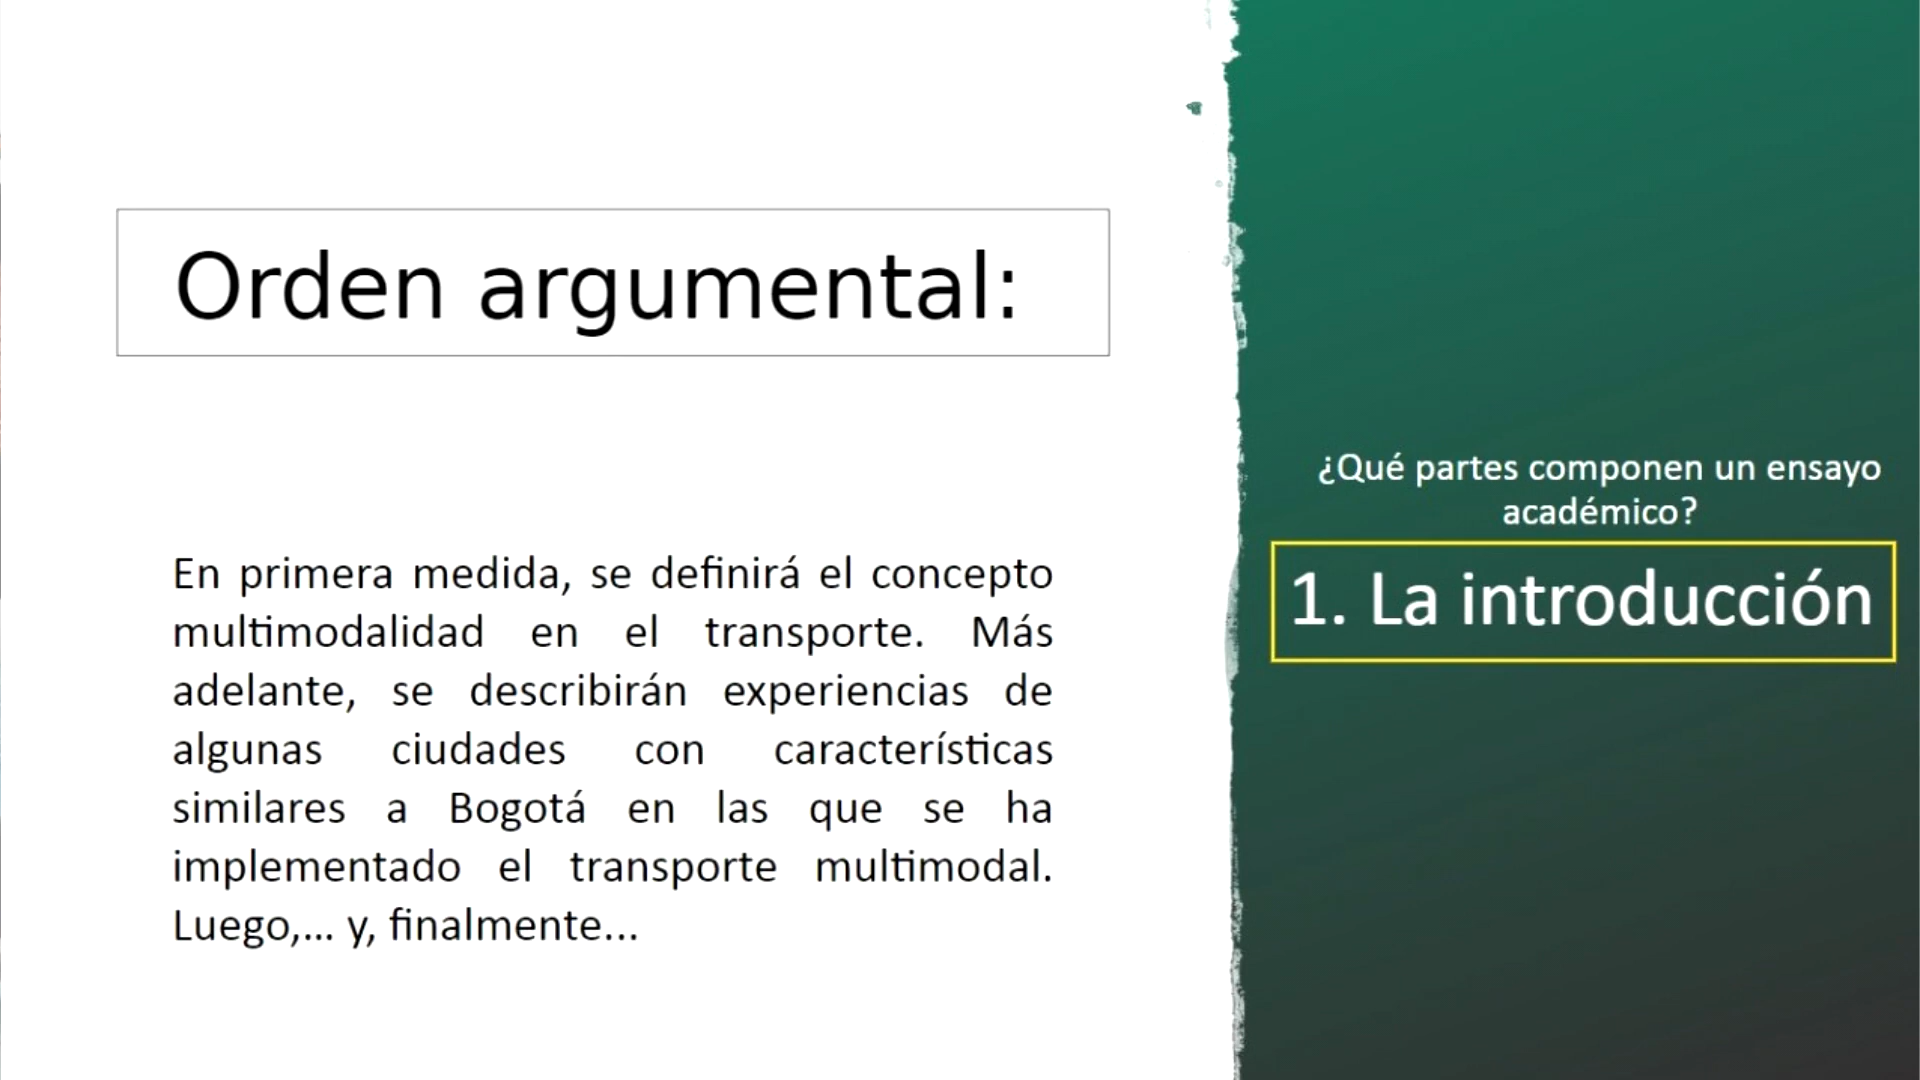 Orden argumental:
En primera medida, se definirá el concepto
multimodalidad en el transporte. Más
adelante, se describirán experiencias de
algunas ciudades con características
similares a Bogotá en las que se ha
implementado el transporte multimodal.
Luego,... y, finalmente...
¿Qué partes componen un ensayo
académico?
1. La introducción